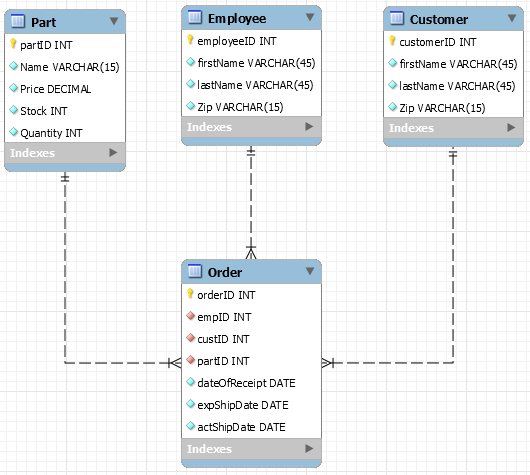 Part
partID INT
Name VARCHAR(15)
Price DECIMAL
Stock INT
Quantity INT
Indexes
Employee
employeeID INT
firstName VARCHAR(45)
lastName VARCHAR(45)
Zip VARCHAR(15)
Indexes
Customer
customerID INT
firstName VARCHAR(45)
lastName VARCHAR(45)
Zip VARCHAR(15)
Indexes
Order
orderID INT
empID INT
custID INT
partID INT
dateOfReceipt DATE
expShipDate DATE
actShipDate DATE
Indexes